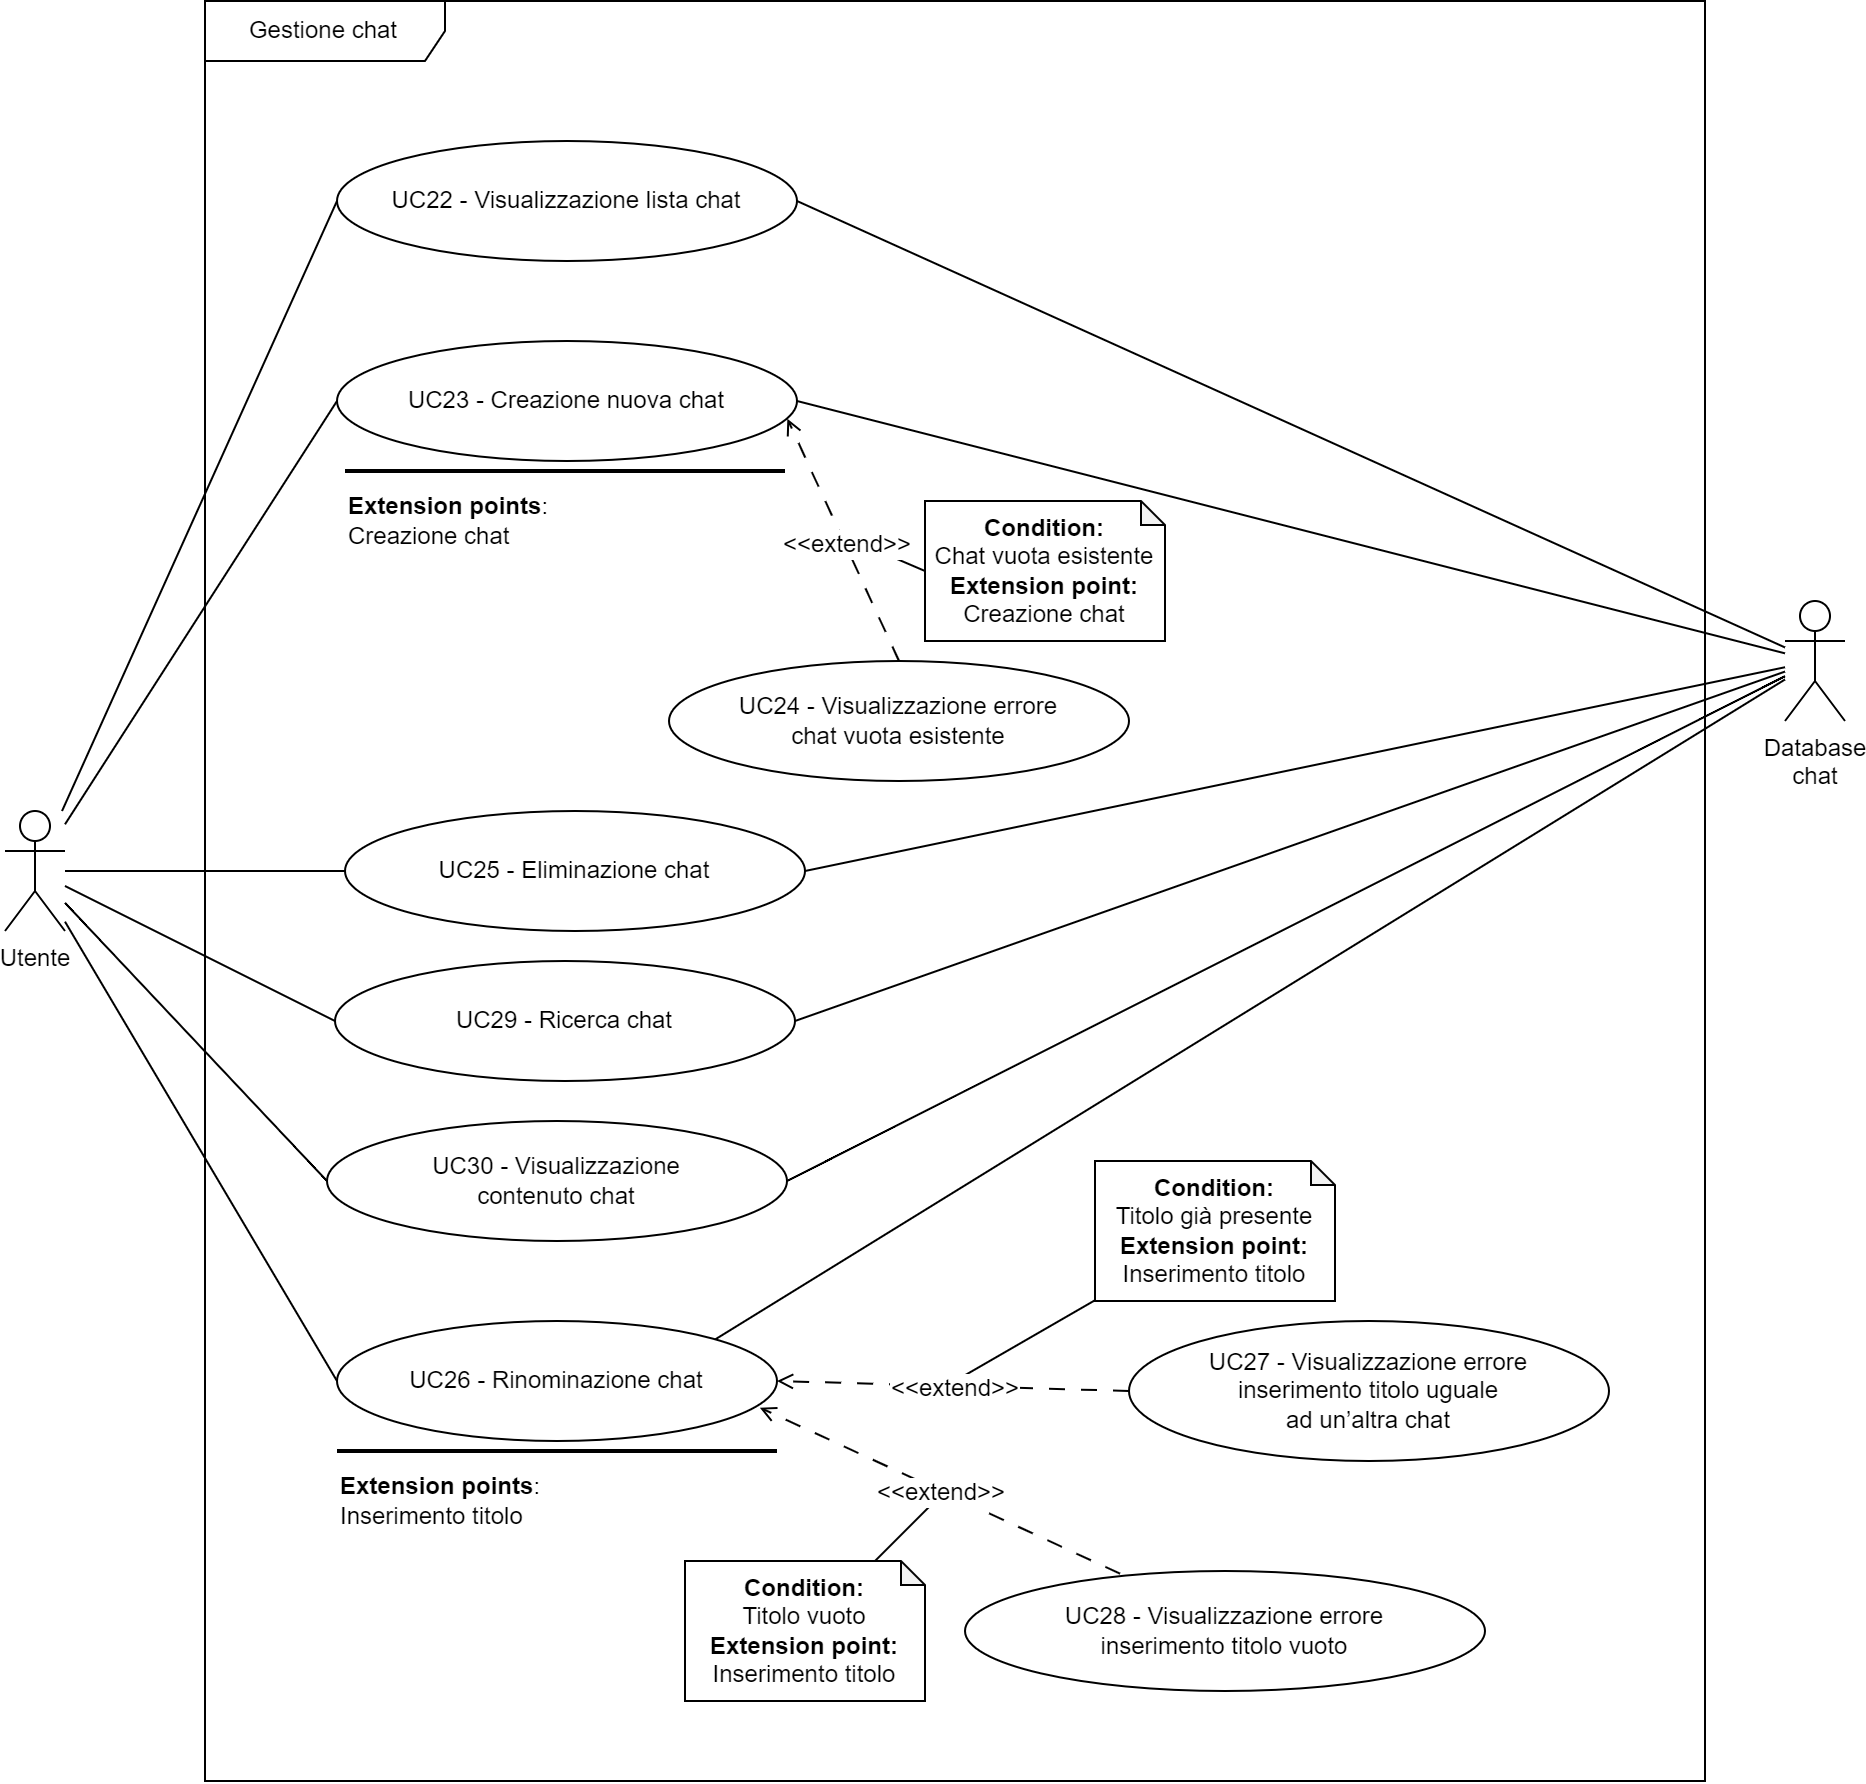 Gestione chat
UC22 - Visualizzazione lista chat
UC23 - Creazione nuova chat
Extension points:
Creazione chat
<<extend>>
Condition:
Chat vuota esistente
Extension point:
Creazione chat
UC24 - Visualizzazione errore
chat vuota esistente
Database
chat
UC25 - Eliminazione chat
Utente
UC29 - Ricerca chat
UC30 - Visualizzazione
contenuto chat
Condition:
Titolo già presente
Extension point:
Inserimento titolo
UC26 - Rinominazione chat
<<extend>>
UC27 - Visualizzazione errore
inserimento titolo uguale
ad un’altra chat
Extension points:
Inserimento titolo
<<extend>>
Condition:
Titolo vuoto
Extension point:
Inserimento titolo
UC28 - Visualizzazione errore
inserimento titolo vuoto